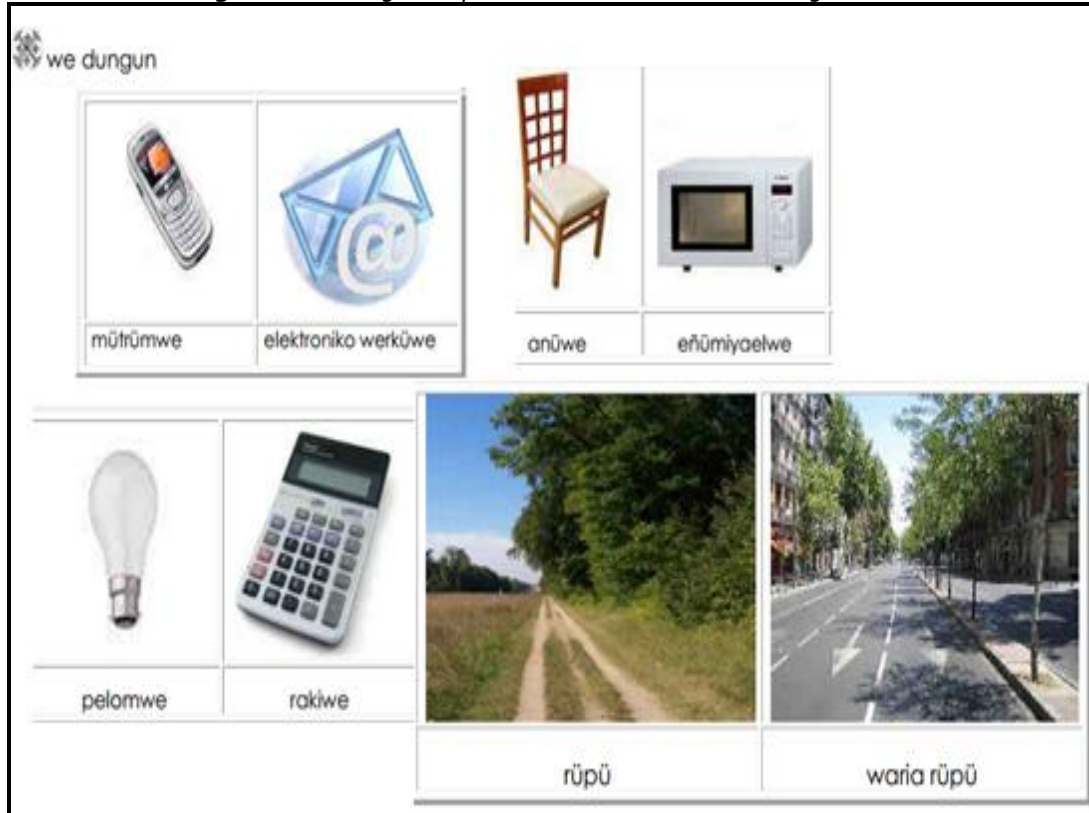 we dungun
mütrümwe
elektroniko werküwe
anüwe
eñümiyaelwe
pelomwe
rakiwe
rüpü
waria rüpü